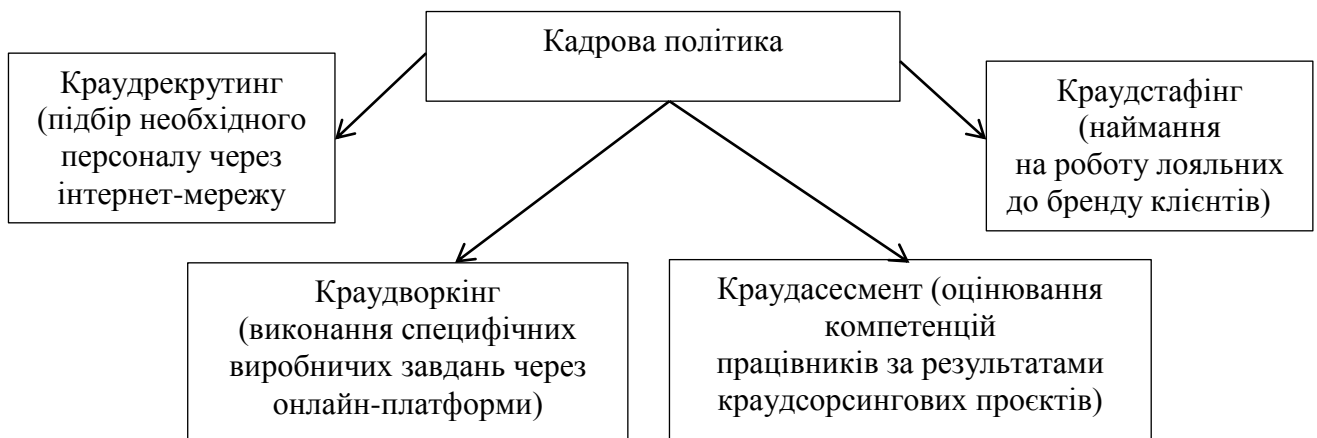 Кадрова політика
Краудрекрутинг
(підбір необхідного
персоналу через
інтернет-мережу
Краудстафінг
(наймання
на роботу лояльних
до бренду клієнтів)
Краудворкінг
(виконання специфічних
виробничих завдань через
онлайн-платформи)
Краудасесмент (оцінювання
компетенцій
працівників за результатами
краудсорсингових проєктів)